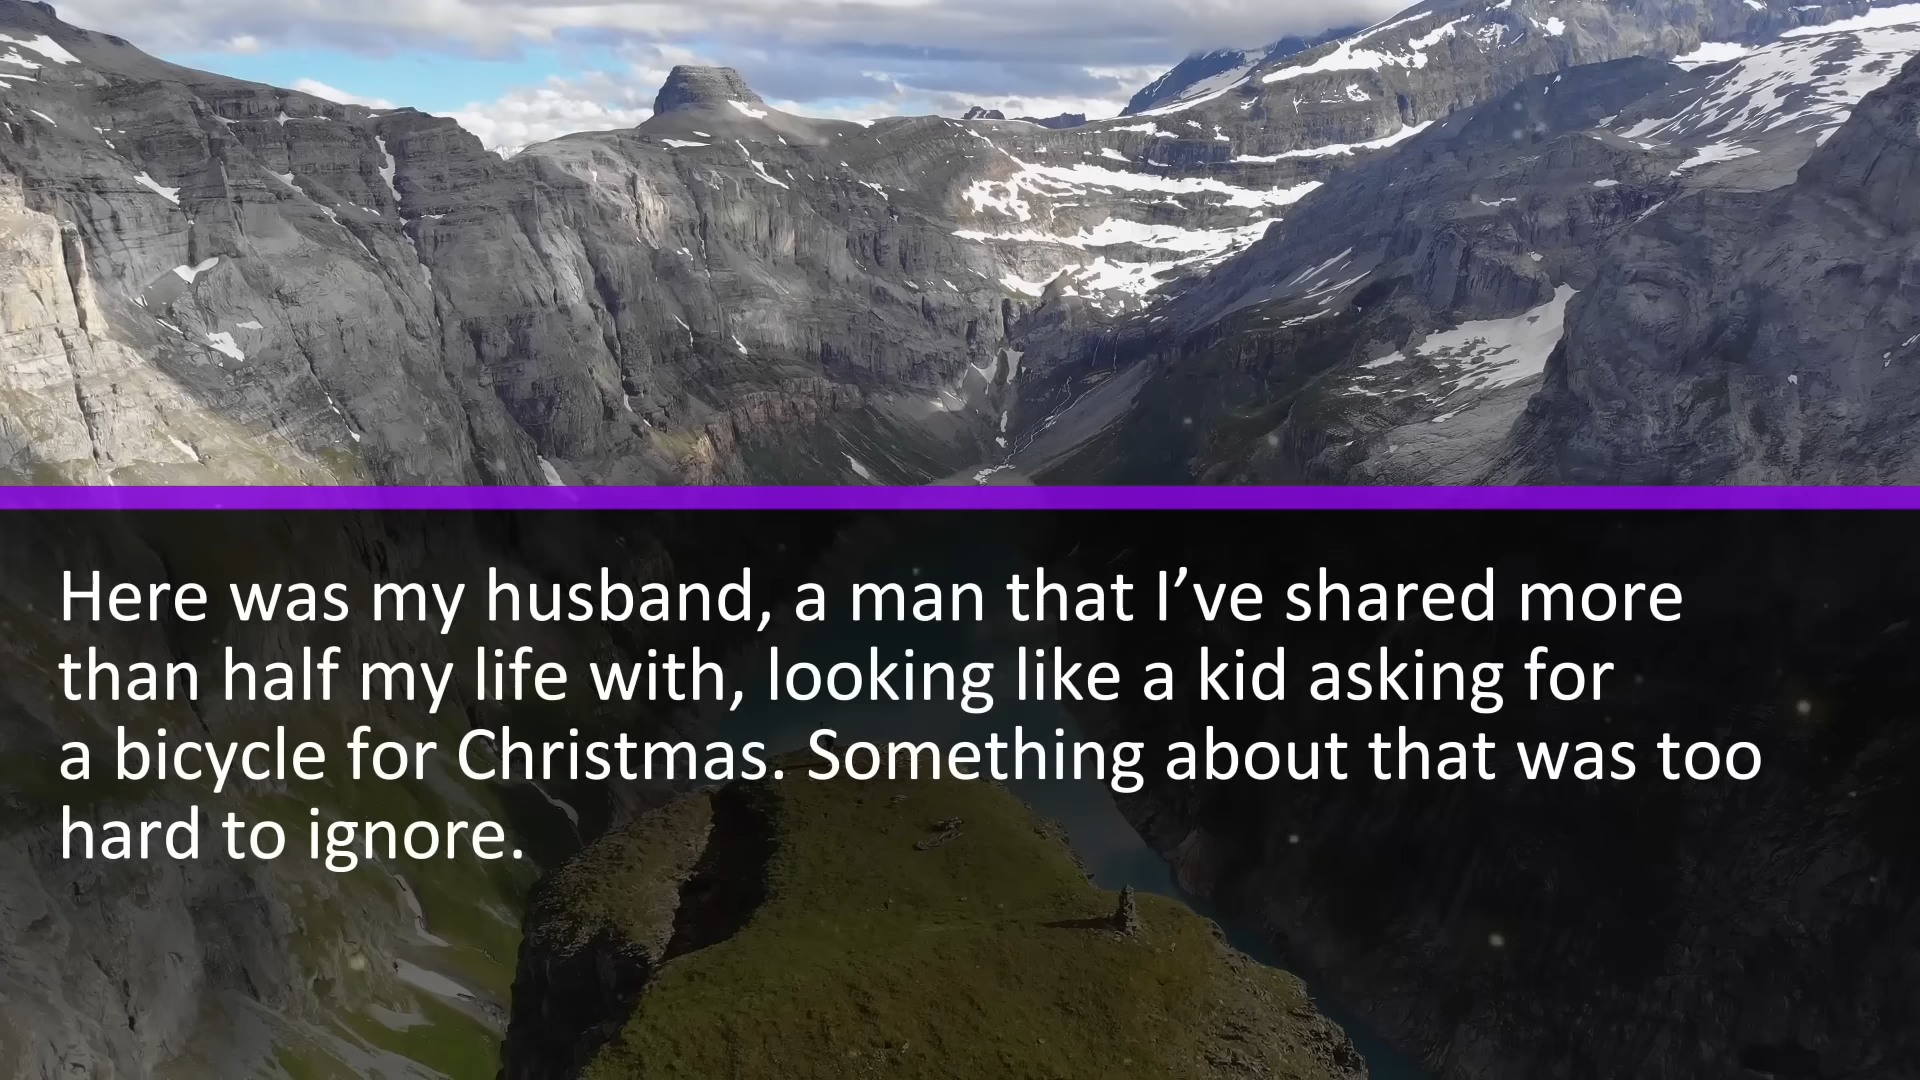 Here was my husband, a man that I’ve shared more
than half my life with, looking like a kid asking for
a bicycle for Christmas. Something about that was too
hard to ignore.